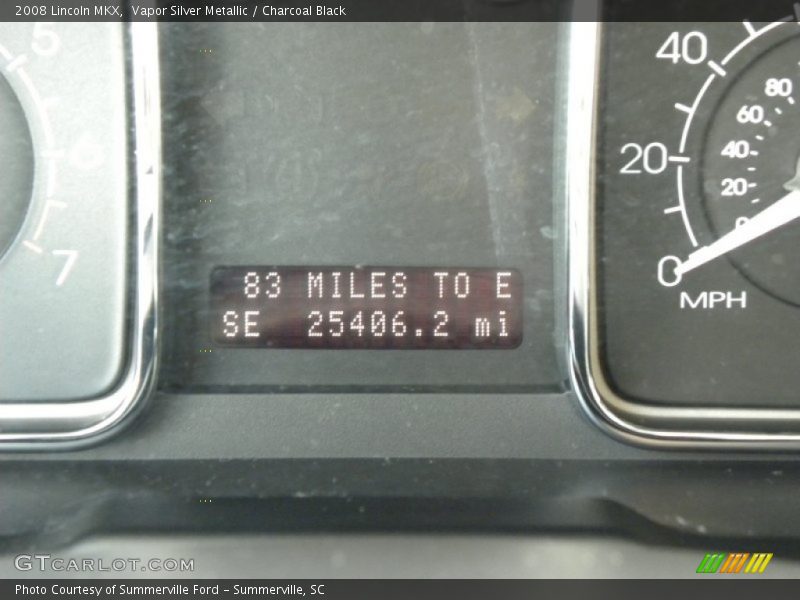 2008 Lincoln MKX, Vapor Silver Metallic / Charcoal Black
5
6
7
83 MILES TO E
SE 25406.2 mi
40
20
0
MPH
80
60
40
20
0
GTCARLOT.COM
Photo Courtesy of Summerville Ford - Summerville, SC